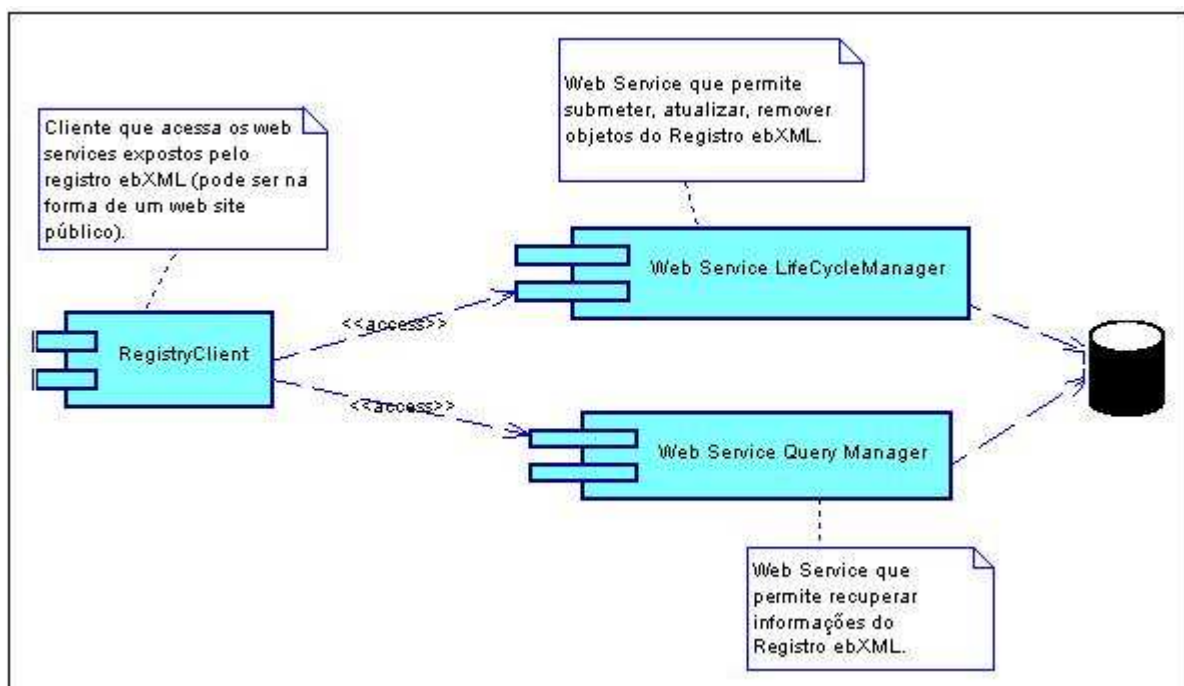 Web Service que permite
submeter, atualizar, remover
objetos do Registro ebXML.
Cliente que acessa os web
services expostos pelo
registro ebXML (pode ser na
forma de um web site
público).
Web Service LifeCycleManager
<<access>>
RegistryClient
<<access>>
Web Service Query Manager
Web Service que
permite recuperar
informações do
Registro ebXML.